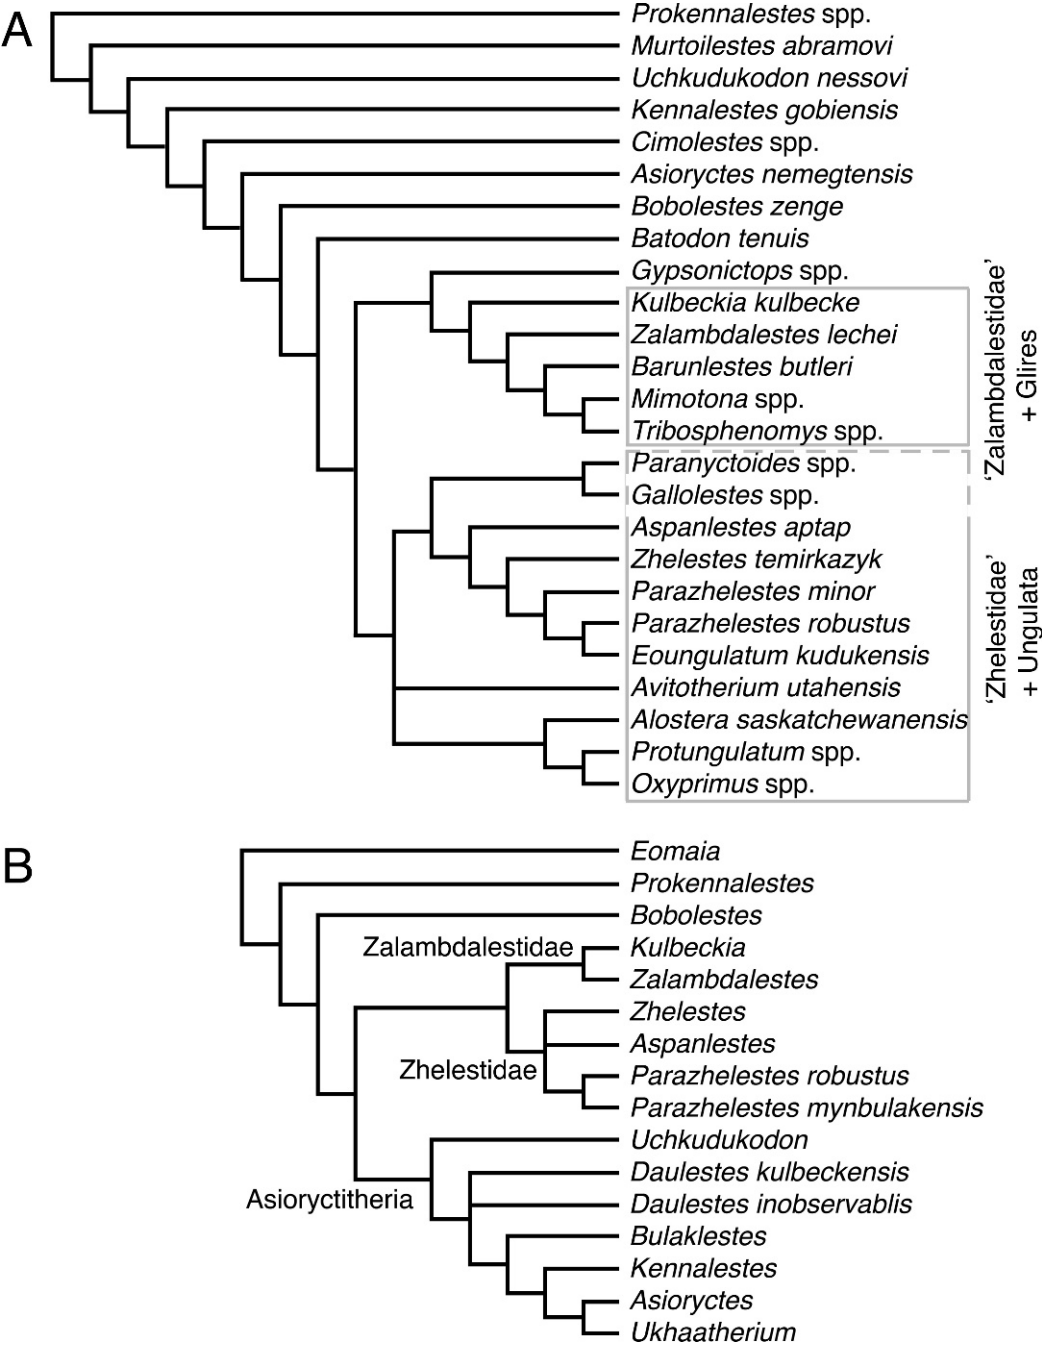 A
Prokennalestes spp.
Murtoilestes abramovi
Uchkudukodon nessovi
Kennalestes gobiensis
Cimolestes spp.
Asioryctes nemegtensis
Bobolestes zenge
Batodon tenuis
Gypsonictops spp.
Kulbeckia kulbecke
Zalambdalestes lechei
Barunlestes butleri
Mimotona spp.
Tribosphenomys spp.
‘Zalambdalestidae’
+ Glires
Paranyctoides spp.
Gallolestes spp.
Aspanlestes aptap
Zhelestes temirkazyk
Parazhelestes minor
Parazhelestes robustus
Eoungulatum kudukensis
Avitotherium utahensis
Alostera saskatchewanensis
Protungulatum spp.
Oxyprimus spp.
‘Zhelestidae’
+ Ungulata
B
Eomaia
Prokennalestes
Bobolestes
Zalambdalestidae
Kulbeckia
Zalambdalestes
Zhelestes
Aspanlestes
Zhelestidae
Parazhelestes robustus
Parazhelestes mynbulakensis
Uchkudukodon
Daulestes kulbeckensis
Asioryctitheria
Daulestes inobservablis
Bulaklestes
Kennalestes
Asioryctes
Ukhaatherium